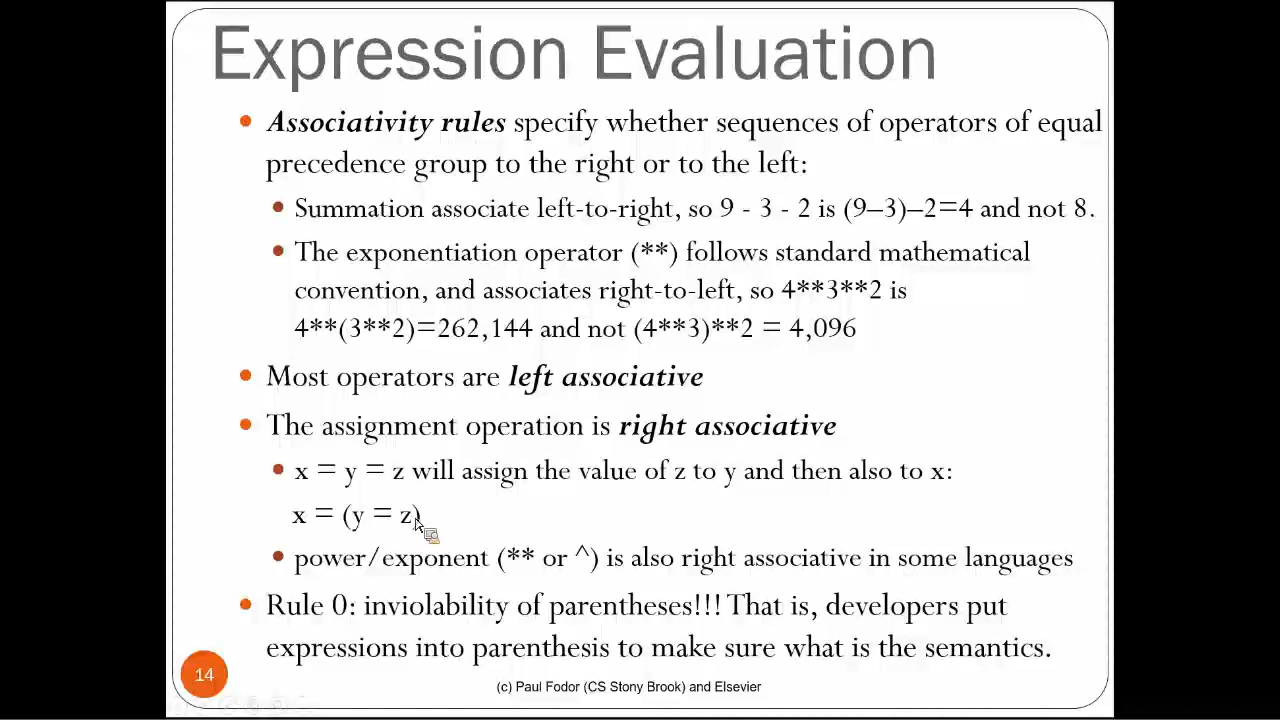 Expression Evaluation
• Associativity rules specify whether sequences of operators of equal
precedence group to the right or to the left:
• Summation associate left-to-right, so 9 - 3 - 2 is (9–3)–2=4 and not 8.
• The exponentiation operator (**) follows standard mathematical
convention, and associates right-to-left, so 4**3**2 is
4**(3**2)=262,144 and not (4**3)**2 = 4,096
• Most operators are left associative
• The assignment operation is right associative
• x = y = z will assign the value of z to y and then also to x:
x = (y = z)
• power/exponent (** or ^) is also right associative in some languages
• Rule 0: inviolability of parentheses!!! That is, developers put
expressions into parenthesis to make sure what is the semantics.
14
(c) Paul Fodor (CS Stony Brook) and Elsevier